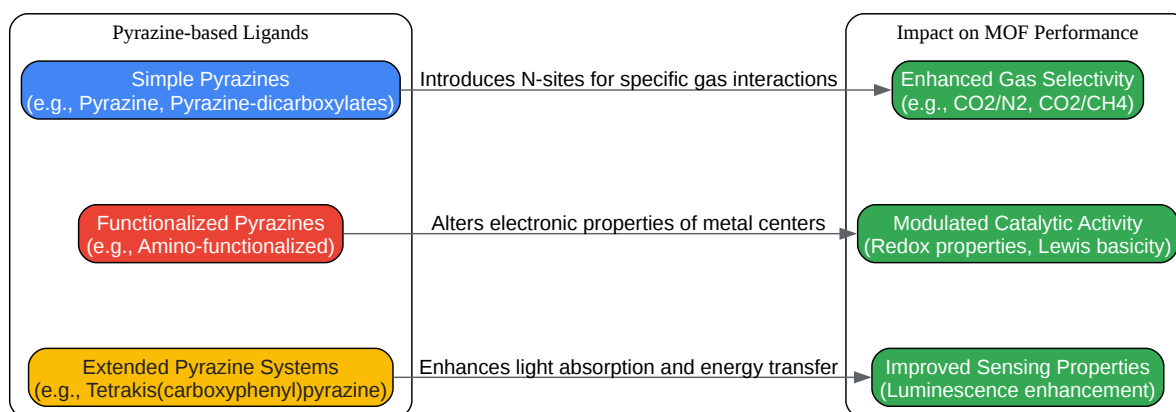 Pyrazine-based Ligands
Impact on MOF Performance
Simple Pyrazines
(e.g., Pyrazine, Pyrazine-dicarboxylates)
Introduces N-sites for specific gas interactions
Enhanced Gas Selectivity
(e.g., CO2/N2, CO2/CH4)
Functionalized Pyrazines
(e.g., Amino-functionalized)
Alters electronic properties of metal centers
Modulated Catalytic Activity
(Redox properties, Lewis basicity)
Extended Pyrazine Systems
(e.g., Tetrakis(carboxyphenyl)pyrazine)
Enhances light absorption and energy transfer
Improved Sensing Properties
(Luminescence enhancement)